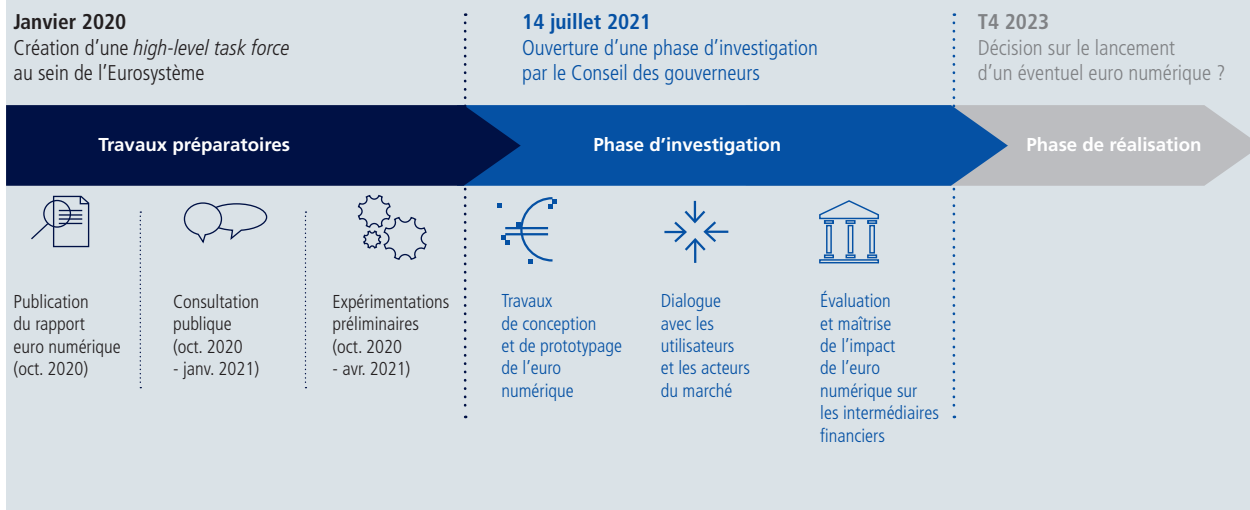 Janvier 2020
Création d'une high-level task force
au sein de l'Eurosystème
14 juillet 2021
Ouverture d'une phase d'investigation
par le Conseil des gouverneurs
T4 2023
Décision sur le lancement
d'un éventuel euro numérique ?
Travaux préparatoires
Phase d'investigation
Phase de réalisation
Publication
du rapport
euro numérique
(oct. 2020)
Consultation
publique
(oct. 2020
- janv. 2021)
Expérimentations
préliminaires
(oct. 2020
- avr. 2021)
Travaux
de conception
et de prototypage
de l'euro
numérique
Dialogue
avec les
utilisateurs
et les acteurs
du marché
Évaluation
et maîtrise
de l'impact
de l'euro
numérique sur
les intermédiaires
financiers